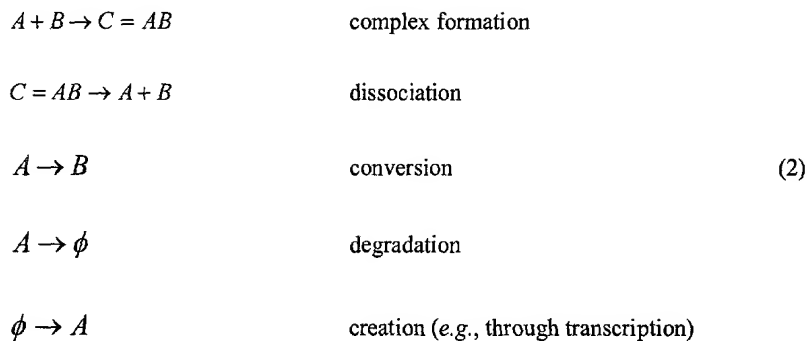 A + B → C = AB complex formation
C = AB → A + B dissociation
A → B conversion (2)
A → ϕ degradation
ϕ → A creation (e.g., through transcription)